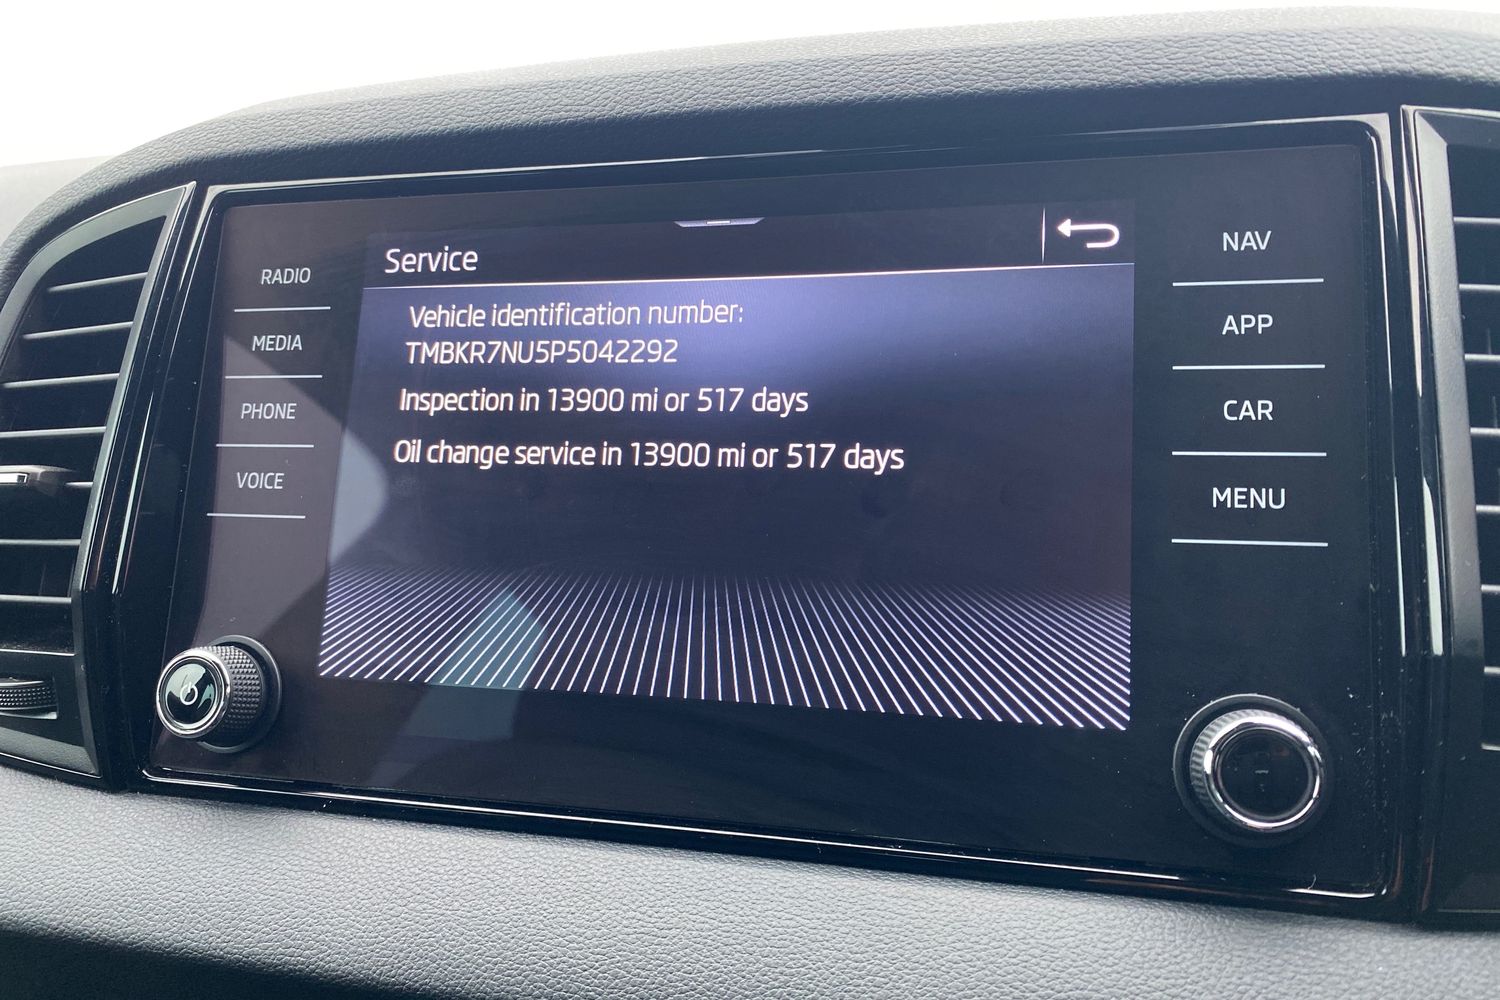 Service
Vehicle identification number:
TMBKR7NU5P5042292
Inspection in 13900 mi or 517 days
Oil change service in 13900 mi or 517 days
RADIO
MEDIA
PHONE
VOICE
NAV
APP
CAR
MENU